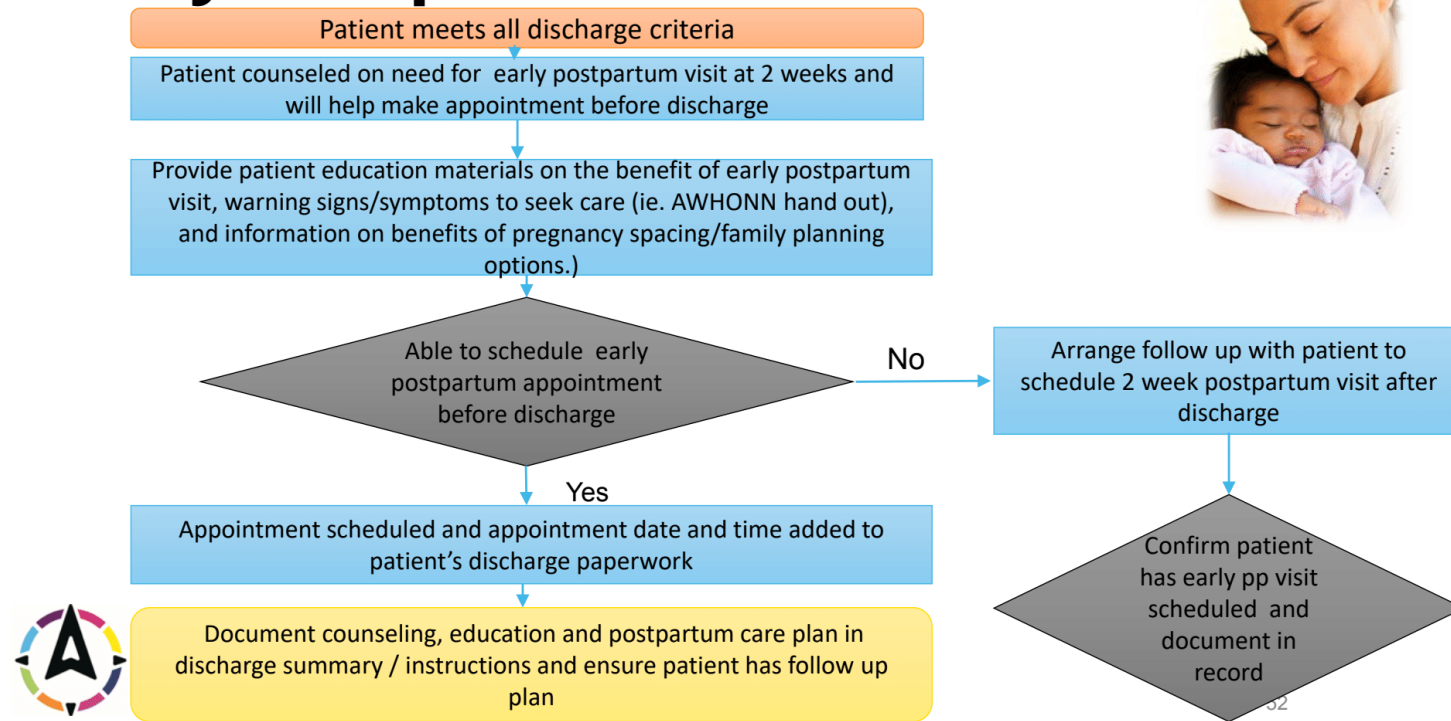 Patient meets all discharge criteria
Patient counseled on need for early postpartum visit at 2 weeks and
will help make appointment before discharge
Provide patient education materials on the benefit of early postpartum
visit, warning signs/symptoms to seek care (ie. AWHONN hand out),
and information on benefits of pregnancy spacing/family planning
options.)
Able to schedule early
postpartum appointment
before discharge
No
Arrange follow up with patient to
schedule 2 week postpartum visit after
discharge
Yes
Appointment scheduled and appointment date and time added to
patient's discharge paperwork
Confirm patient
has early pp visit
scheduled and
document in
record
Document counseling, education and postpartum care plan in
discharge summary / instructions and ensure patient has follow up
plan